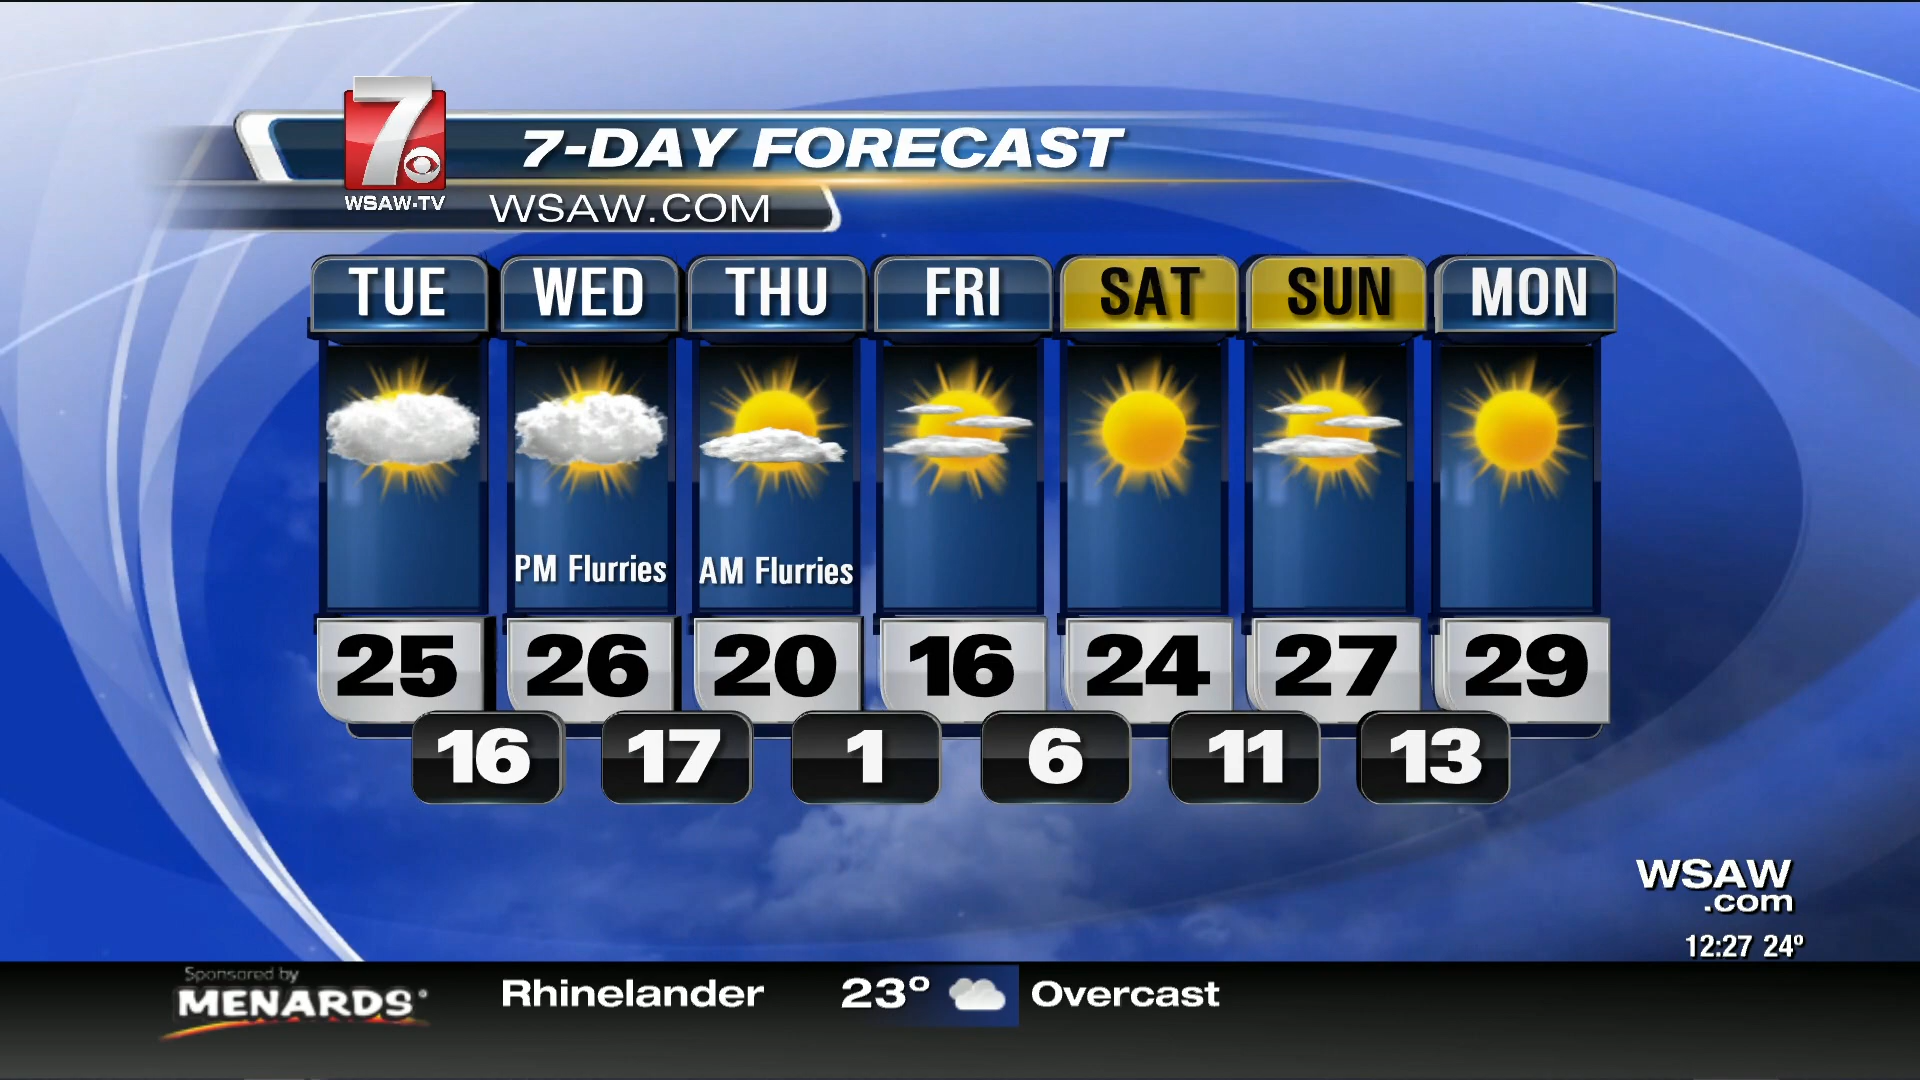 7
WSAW-TV
7-DAY FORECAST
WSAW.COM
TUE WED THU FRI SAT SUN MON
PM Flurries AM Flurries
25 26 20 16 24 27 29
16 17 1 6 11 13
WSAW
.com
12:27 24º
Sponsored by
MENARDS®
Rhinelander 23º Overcast